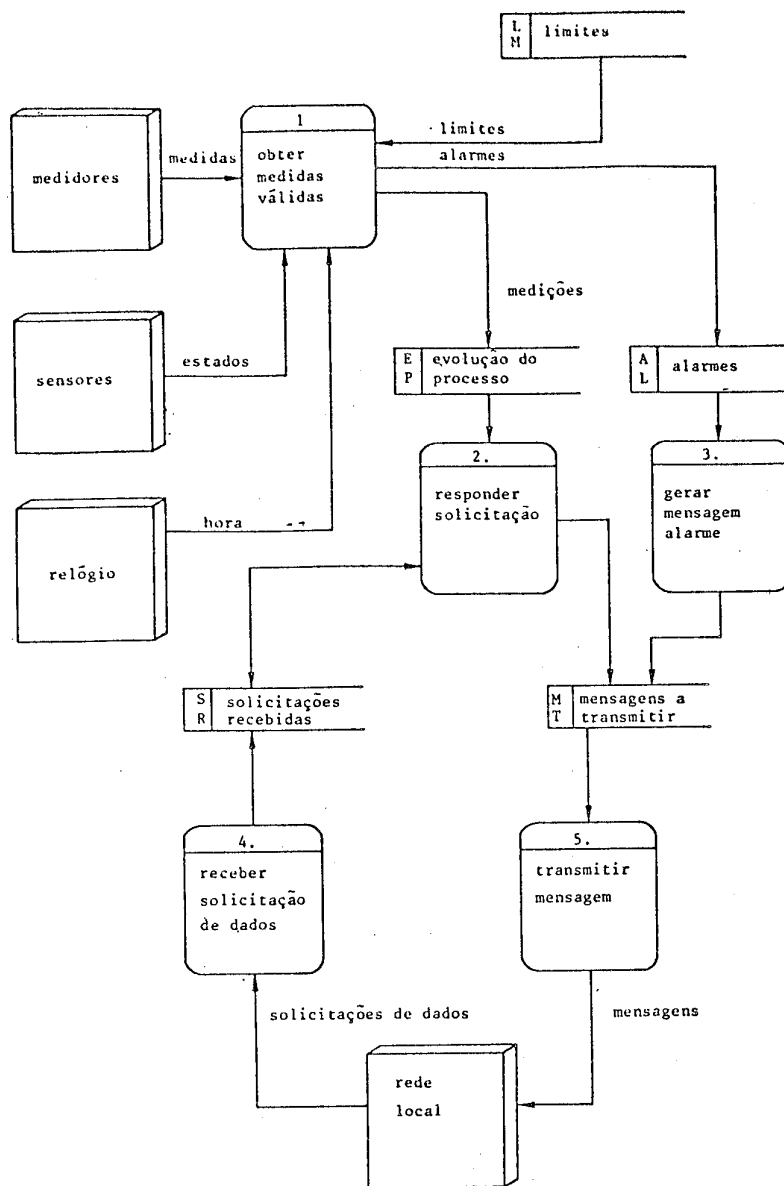 L
M
limites
1
limites
alarmes
medidores
medidas
obter
medidas
válidas
medições
sensores
estados
E
P
evolução do
processo
A
L
alarmes
2.
responder
solicitação
3.
gerar
mensagem
alarme
hora
relógio
S
R
solicitações
recebidas
M
T
mensagens a
transmitir
4.
receber
solicitação
de dados
5.
transmitir
mensagem
solicitações de dados
mensagens
rede
local